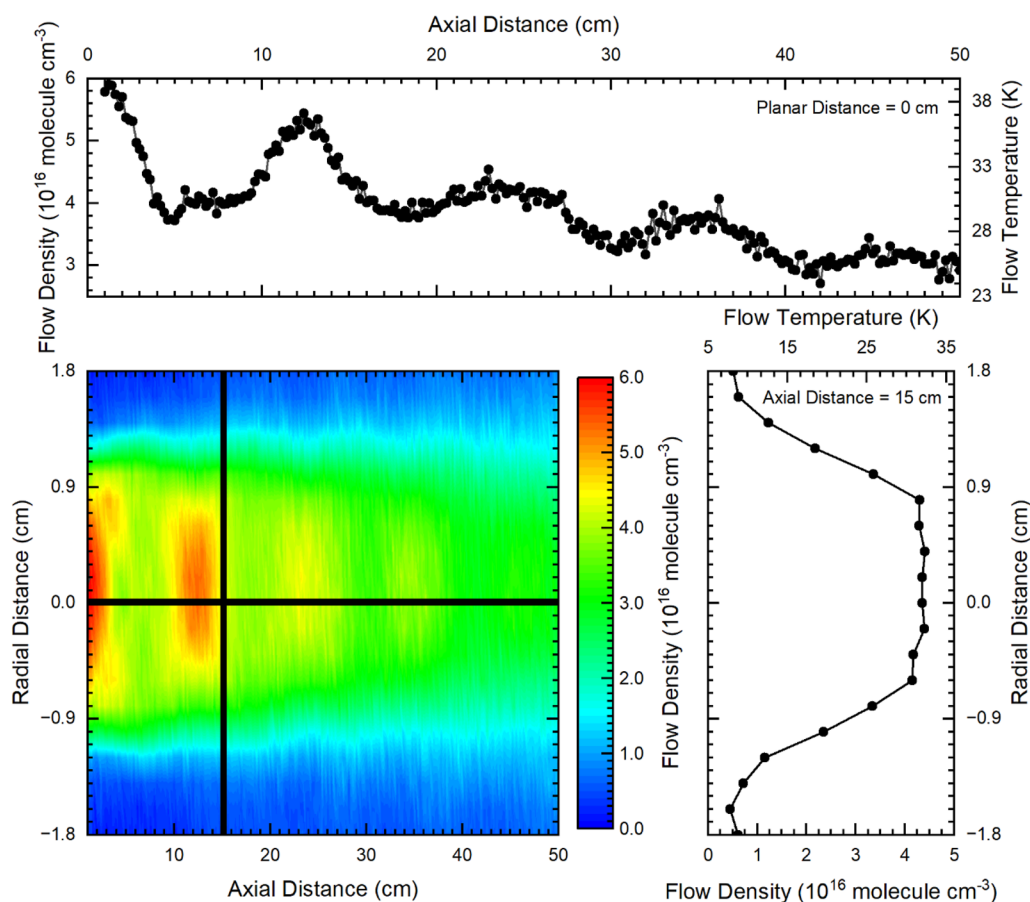 Axial Distance (cm)
0 10 20 30 40 50
Flow Density (10¹⁶ molecule cm⁻³)
6
5
4
3
Planar Distance = 0 cm
38
33
28
23
Flow Temperature (K)
Flow Temperature (K)
5 12 19 26 33
1.8
0.9
0.0
−0.9
−1.8
Radial Distance (cm)
10 20 30 40 50
Axial Distance (cm)
6.0
5.0
4.0
3.0
2.0
1.0
0.0
Flow Density (10¹⁶ molecule cm⁻³)
Axial Distance = 15 cm
1.8
0.9
0.0
−0.9
−1.8
Radial Distance (cm)
0 1 2 3 4 5
Flow Density (10¹⁶ molecule cm⁻³)